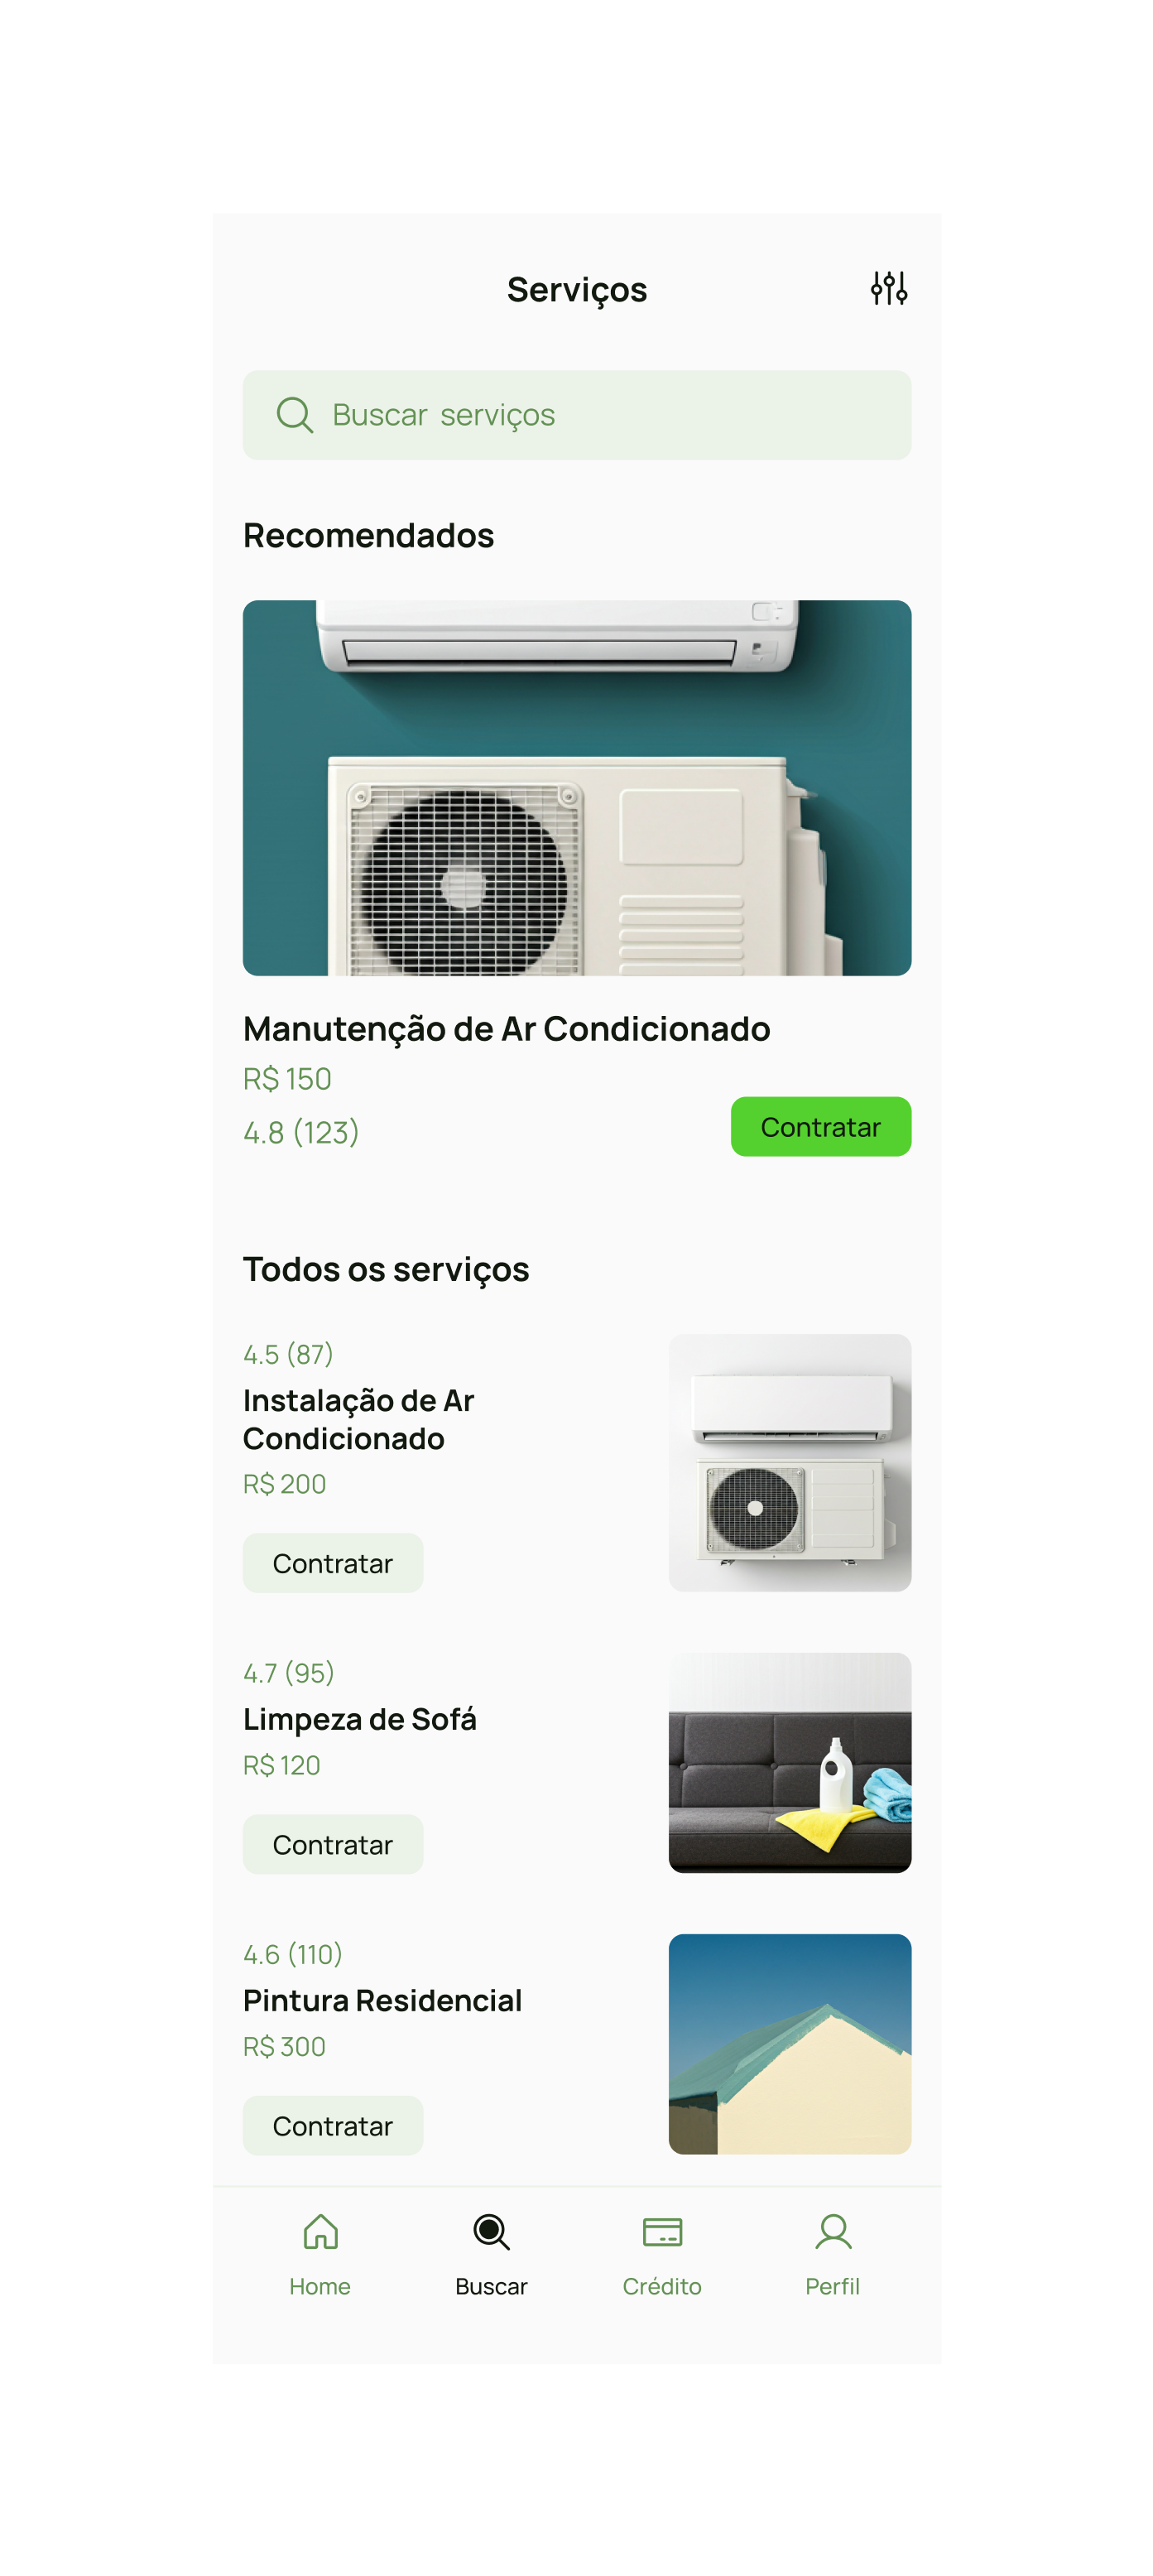 Serviços
Buscar serviços
Recomendados
Manutenção de Ar Condicionado
R$ 150
4.8 (123)
Contratar
Todos os serviços
4.5 (87)
Instalação de Ar
Condicionado
R$ 200
Contratar
4.7 (95)
Limpeza de Sofá
R$ 120
Contratar
4.6 (110)
Pintura Residencial
R$ 300
Contratar
Home
Buscar
Crédito
Perfil